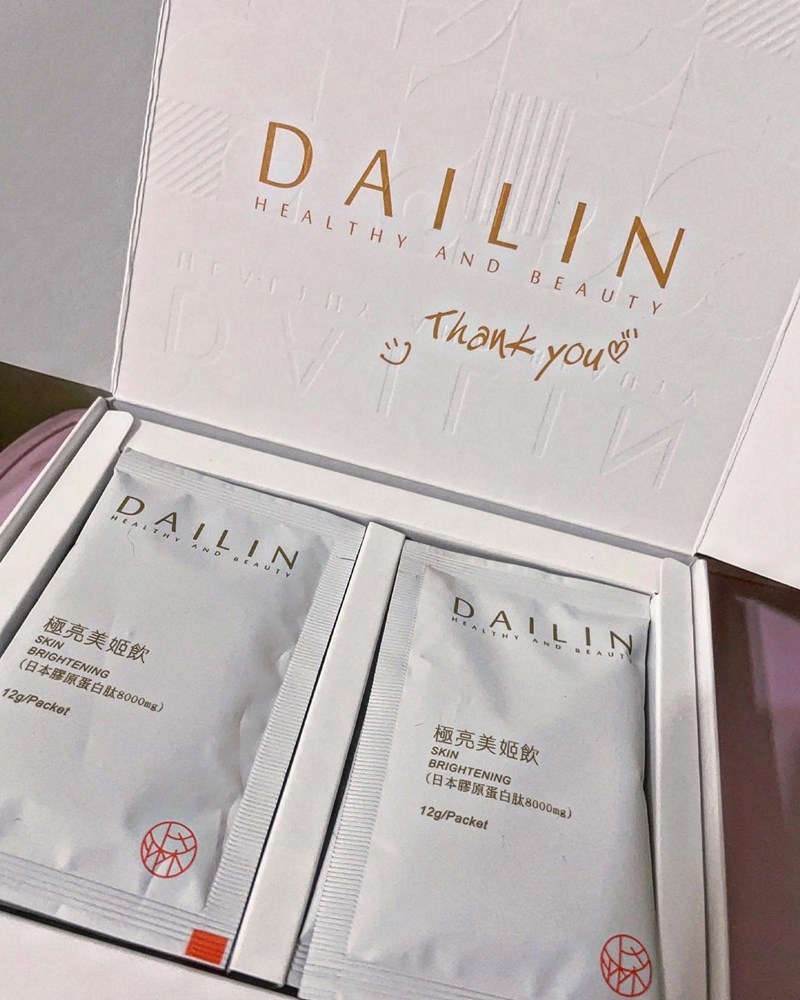 DAILIN
HEALTHY AND BEAUTY
Thank you
DAILIN
HEALTHY AND BEAUTY
極亮美姬飲
SKIN
BRIGHTENING
(日本膠原蛋白肽8000mg)
12g/Packet
DAILIN
HEALTHY AND BEAUTY
極亮美姬飲
SKIN
BRIGHTENING
(日本膠原蛋白肽8000mg)
12g/Packet